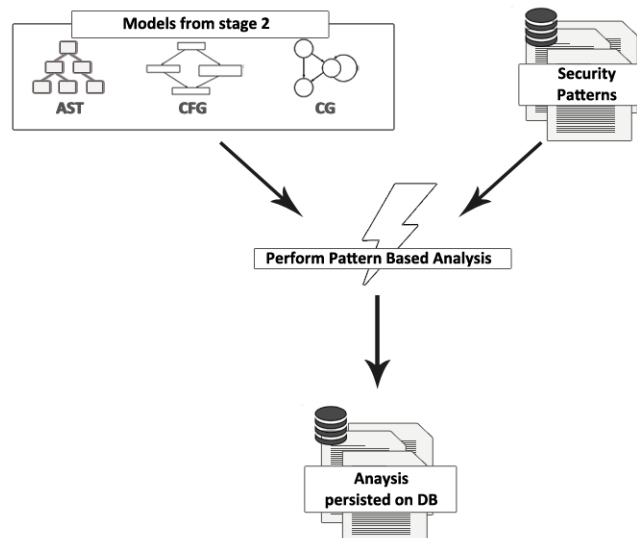 Models from stage 2
AST
CFG
CG
Security
Patterns
Perform Pattern Based Analysis
Anaysis
persisted on DB